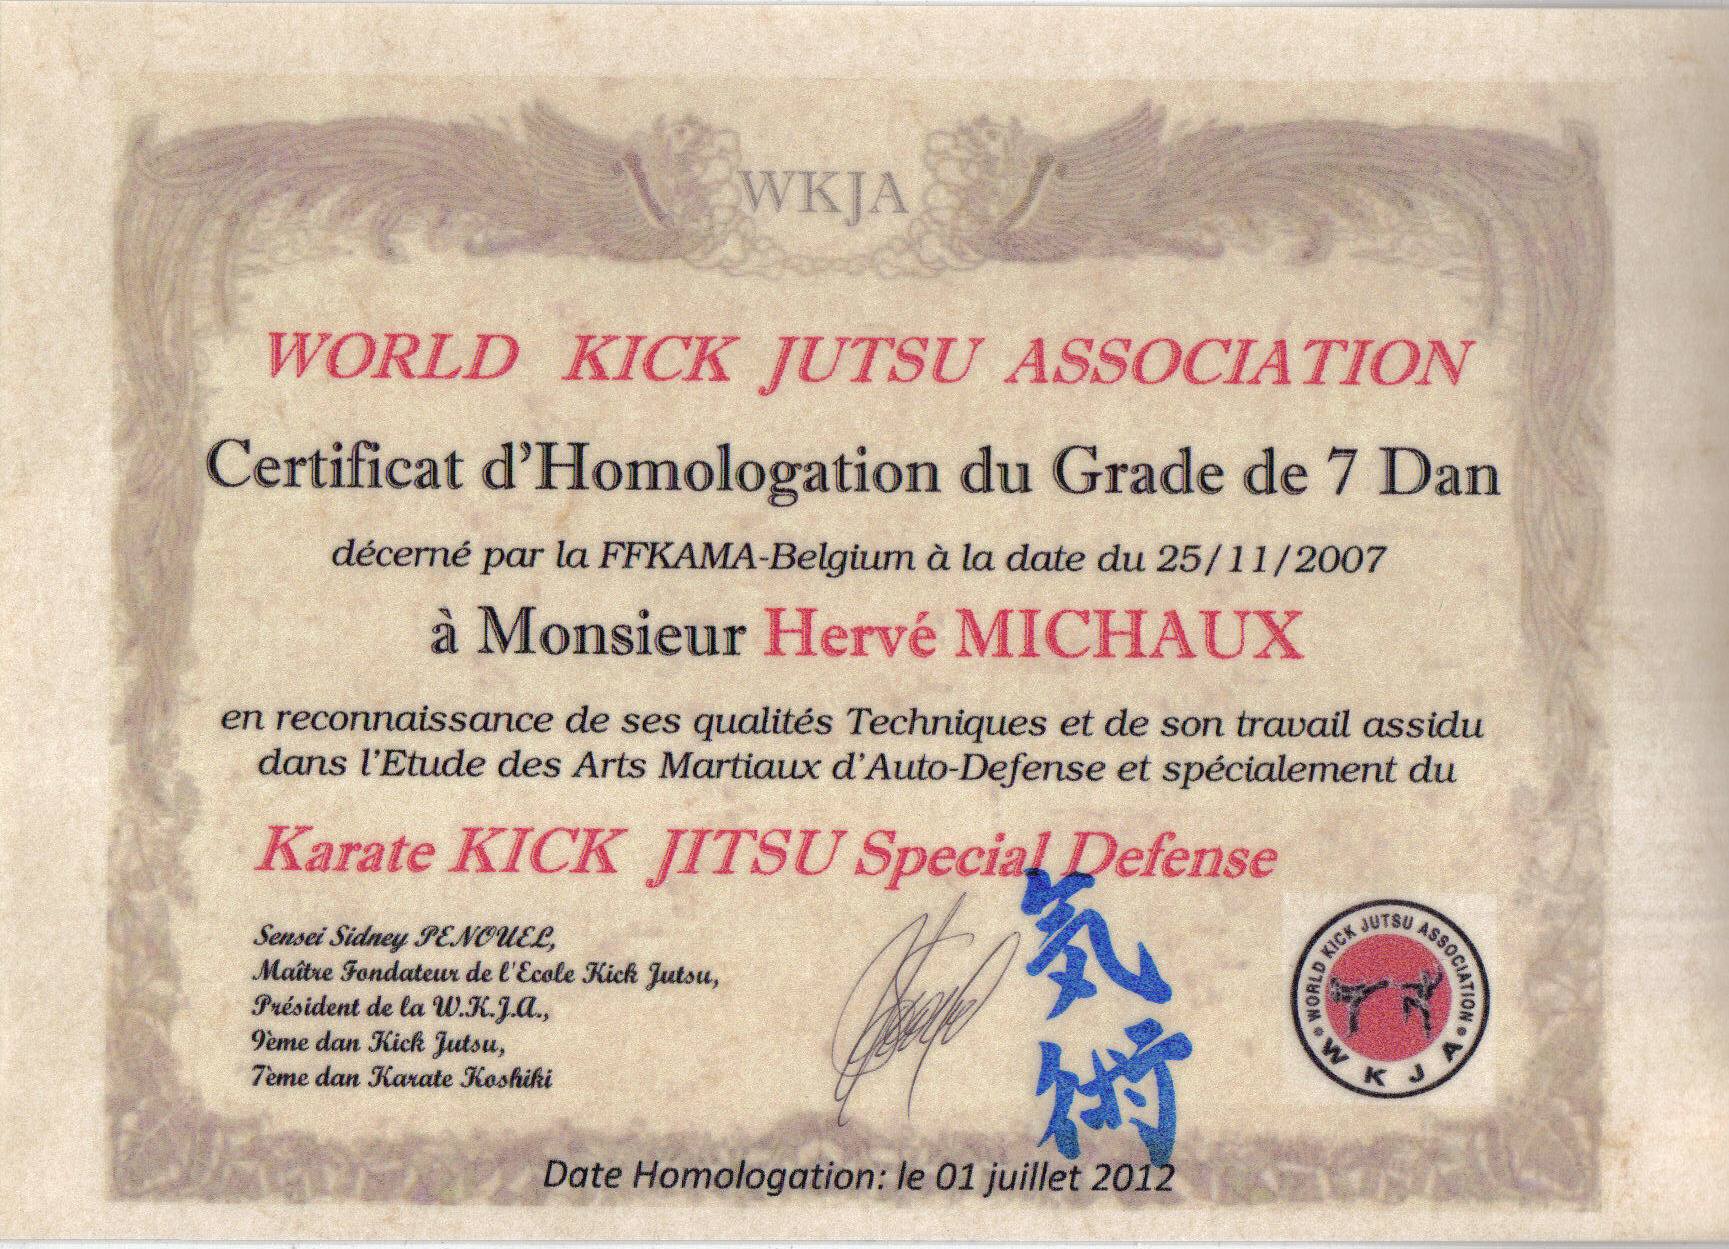 WKJA
WORLD KICK JUTSU ASSOCIATION
Certificat d'Homologation du Grade de 7 Dan
décerné par la FFKAMA-Belgium à la date du 25/11/2007
à Monsieur Hervé MICHAUX
en reconnaissance de ses qualités Techniques et de son travail assidu
dans l'Etude des Arts Martiaux d'Auto-Defense et spécialement du
Karate KICK JITSU Special Defense
Sensei Sidney PENOUEL,
Maître Fondateur de l'Ecole Kick Jutsu,
Président de la W.K.J.A.,
9ème dan Kick Jutsu,
7ème dan Karate Koshiki
気術
WORLD KICK JUTSU ASSOCIATION
WKJA
Date Homologation: le 01 juillet 2012